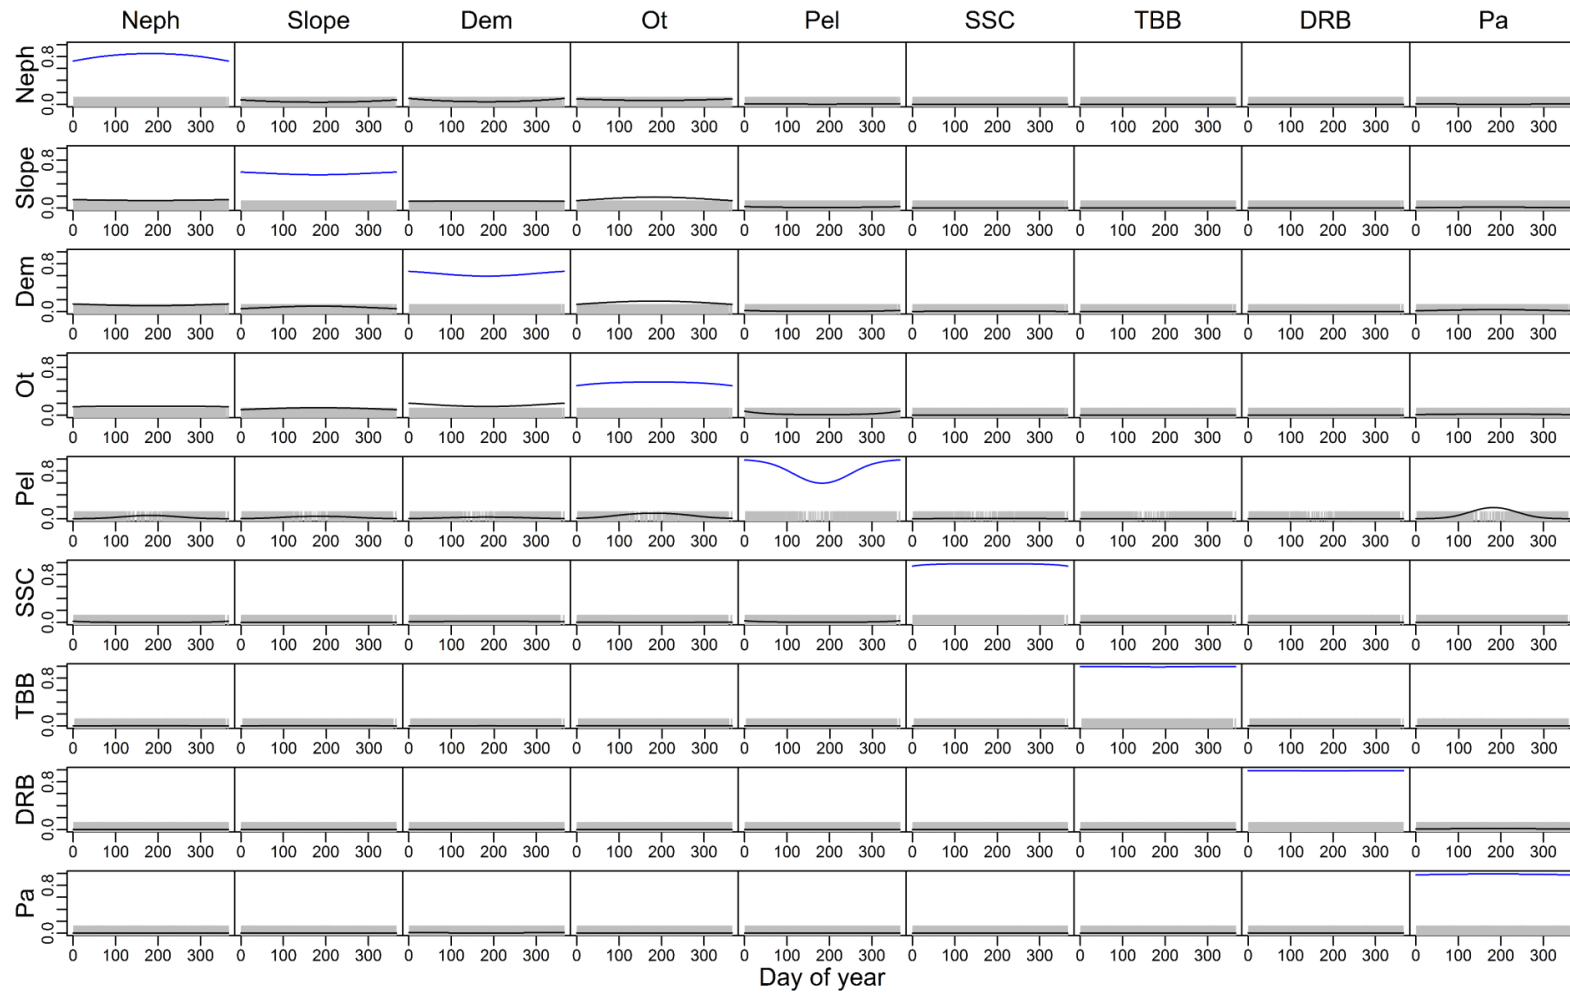 Neph Slope Dem Ot Pel SSC TBB DRB Pa
Neph 0.0 0.8
0 100 200 300 0 100 200 300 0 100 200 300 0 100 200 300 0 100 200 300 0 100 200 300 0 100 200 300 0 100 200 300 0 100 200 300
Slope 0.0 0.8
0 100 200 300 0 100 200 300 0 100 200 300 0 100 200 300 0 100 200 300 0 100 200 300 0 100 200 300 0 100 200 300 0 100 200 300
Dem 0.0 0.8
0 100 200 300 0 100 200 300 0 100 200 300 0 100 200 300 0 100 200 300 0 100 200 300 0 100 200 300 0 100 200 300 0 100 200 300
Ot 0.0 0.8
0 100 200 300 0 100 200 300 0 100 200 300 0 100 200 300 0 100 200 300 0 100 200 300 0 100 200 300 0 100 200 300 0 100 200 300
Pel 0.0 0.8
0 100 200 300 0 100 200 300 0 100 200 300 0 100 200 300 0 100 200 300 0 100 200 300 0 100 200 300 0 100 200 300 0 100 200 300
SSC 0.0 0.8
0 100 200 300 0 100 200 300 0 100 200 300 0 100 200 300 0 100 200 300 0 100 200 300 0 100 200 300 0 100 200 300 0 100 200 300
TBB 0.0 0.8
0 100 200 300 0 100 200 300 0 100 200 300 0 100 200 300 0 100 200 300 0 100 200 300 0 100 200 300 0 100 200 300 0 100 200 300
DRB 0.0 0.8
0 100 200 300 0 100 200 300 0 100 200 300 0 100 200 300 0 100 200 300 0 100 200 300 0 100 200 300 0 100 200 300 0 100 200 300
Pa 0.0 0.8
0 100 200 300 0 100 200 300 0 100 200 300 0 100 200 300 0 100 200 300 0 100 200 300 0 100 200 300 0 100 200 300 0 100 200 300
Day of year